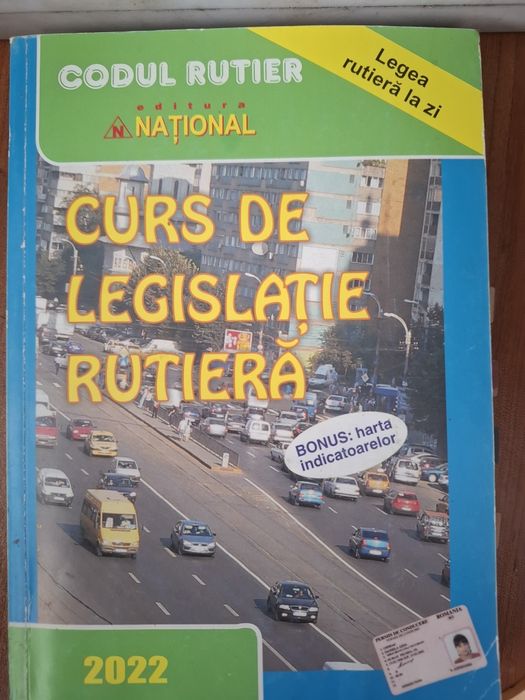 CODUL RUTIER
Legea
rutieră la zi
editura
N NAȚIONAL
CURS DE
LEGISLAȚIE
RUTIERĂ
BONUS: harta
indicatoarelor
PERMIS DE CONDUCERE ROMANIA
2022